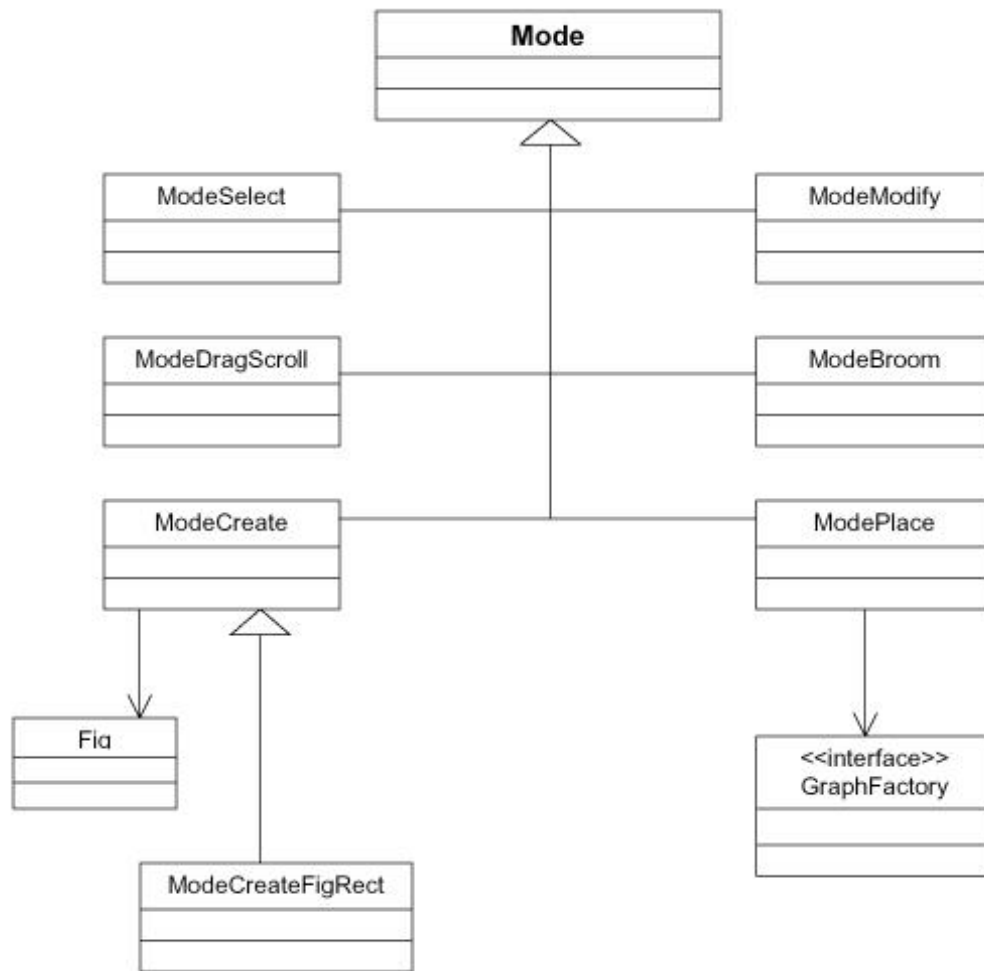 Mode
ModeSelect
ModeModify
ModeDragScroll
ModeBroom
ModeCreate
ModePlace
Fig
<<interface>>
GraphFactory
ModeCreateFigRect